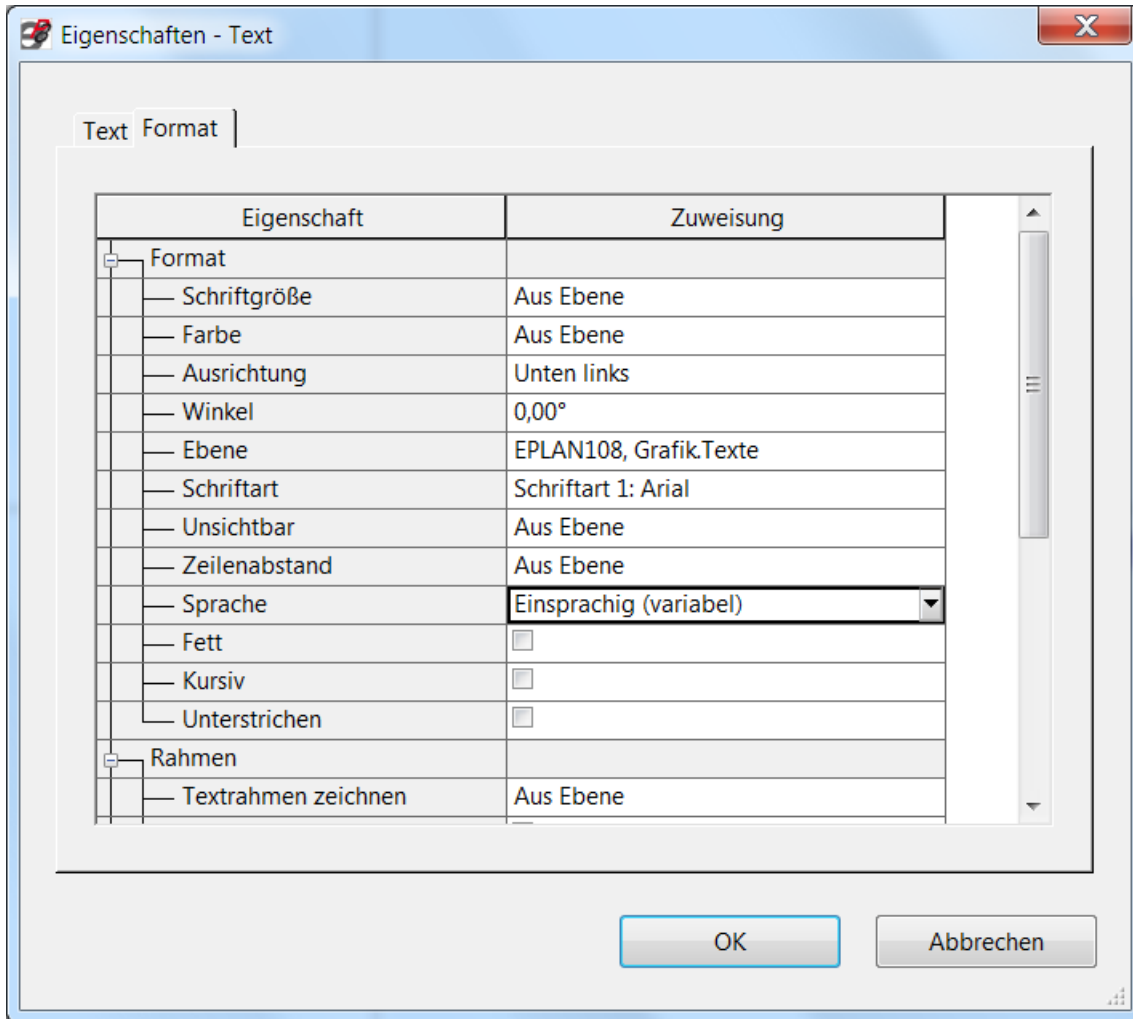 Eigenschaften - Text
Text Format
Eigenschaft Zuweisung
Format
Schriftgröße Aus Ebene
Farbe Aus Ebene
Ausrichtung Unten links
Winkel 0,00°
Ebene EPLAN108, Grafik.Texte
Schriftart Schriftart 1: Arial
Unsichtbar Aus Ebene
Zeilenabstand Aus Ebene
Sprache Einsprachig (variabel)
Fett
Kursiv
Unterstrichen
Rahmen
Textrahmen zeichnen Aus Ebene
OK Abbrechen